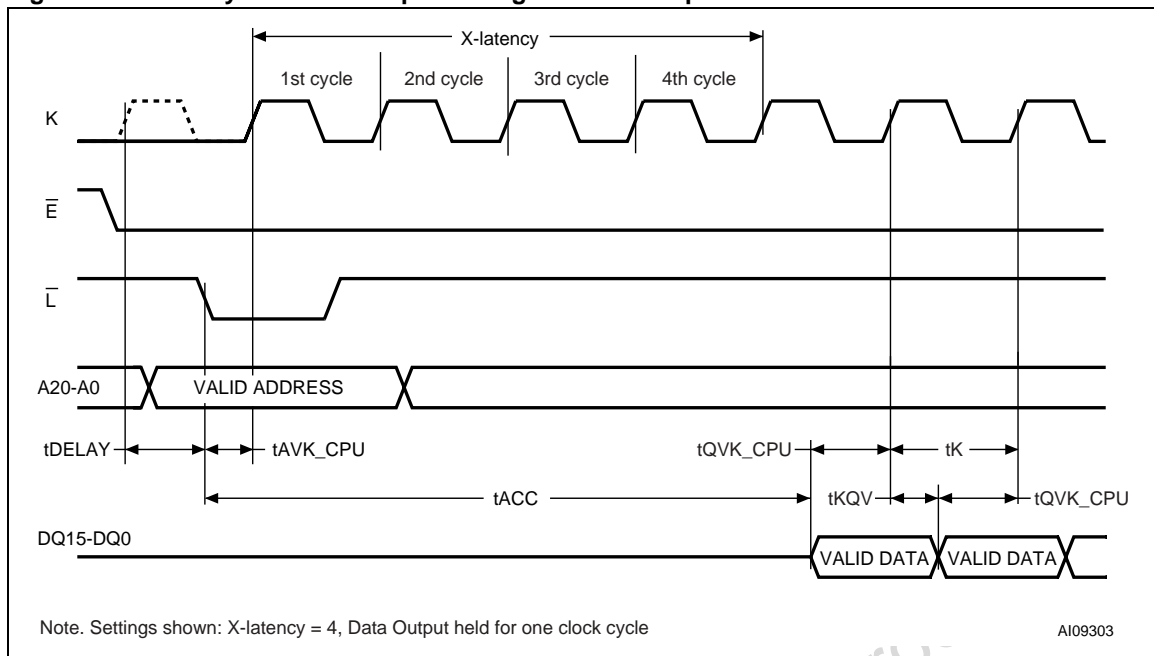 X-latency
1st cycle 2nd cycle 3rd cycle 4th cycle
K
E
L
A20-A0 VALID ADDRESS
tDELAY tAVK_CPU tQVK_CPU tK
tACC tKQV tQVK_CPU
DQ15-DQ0
VALID DATA VALID DATA
Note. Settings shown: X-latency = 4, Data Output held for one clock cycle AI09303